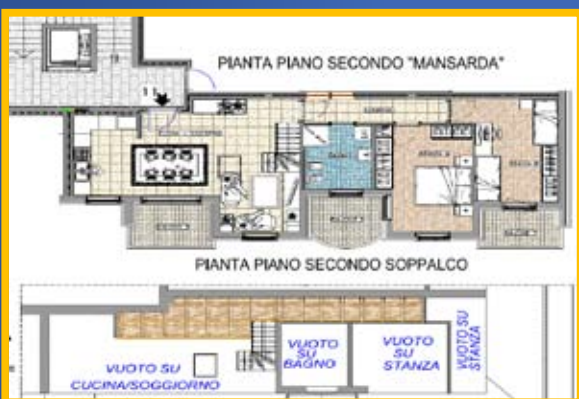 PIANTA PIANO SECONDO "MANSARDA"
PIANTA PIANO SECONDO SOPPALCO
VUOTO SU
CUCINA/SOGGIORNO
VUOTO
SU
BAGNO
VUOTO
SU
STANZA
VUOTO SU
STANZA